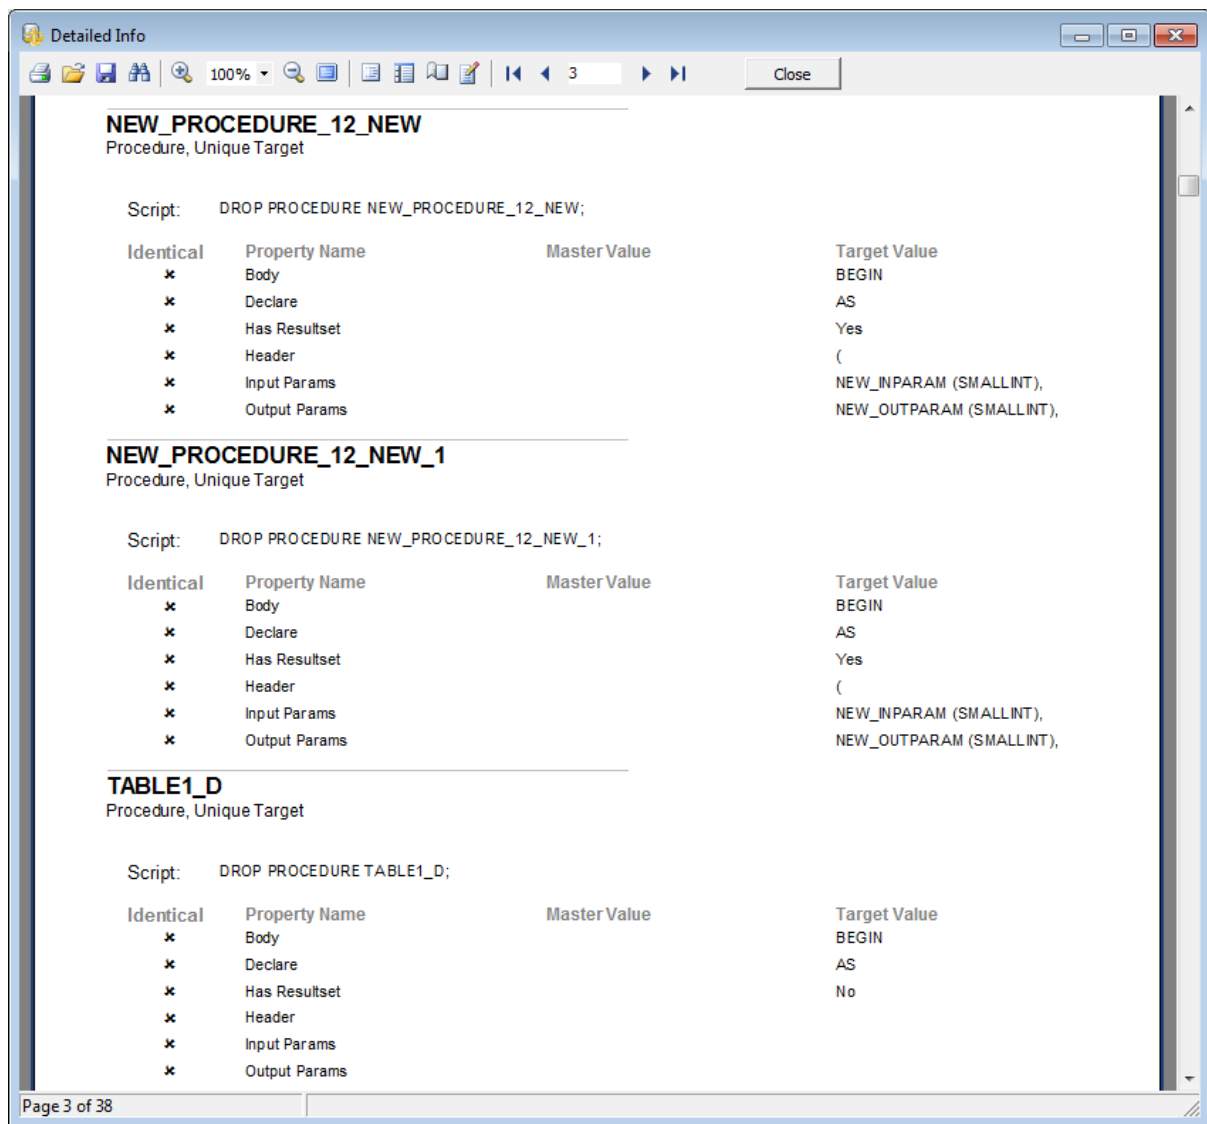 Detailed Info
100% 3 Close
NEW_PROCEDURE_12_NEW
Procedure, Unique Target
Script: DROP PROCEDURE NEW_PROCEDURE_12_NEW;
Identical Property Name Master Value Target Value
Body BEGIN
Declare AS
Has Resultset Yes
Header (
Input Params NEW_INPARAM (SMALLINT),
Output Params NEW_OUTPARAM (SMALLINT),
NEW_PROCEDURE_12_NEW_1
Procedure, Unique Target
Script: DROP PROCEDURE NEW_PROCEDURE_12_NEW_1;
Identical Property Name Master Value Target Value
Body BEGIN
Declare AS
Has Resultset Yes
Header (
Input Params NEW_INPARAM (SMALLINT),
Output Params NEW_OUTPARAM (SMALLINT),
TABLE1_D
Procedure, Unique Target
Script: DROP PROCEDURE TABLE1_D;
Identical Property Name Master Value Target Value
Body BEGIN
Declare AS
Has Resultset No
Header
Input Params
Output Params
Page 3 of 38